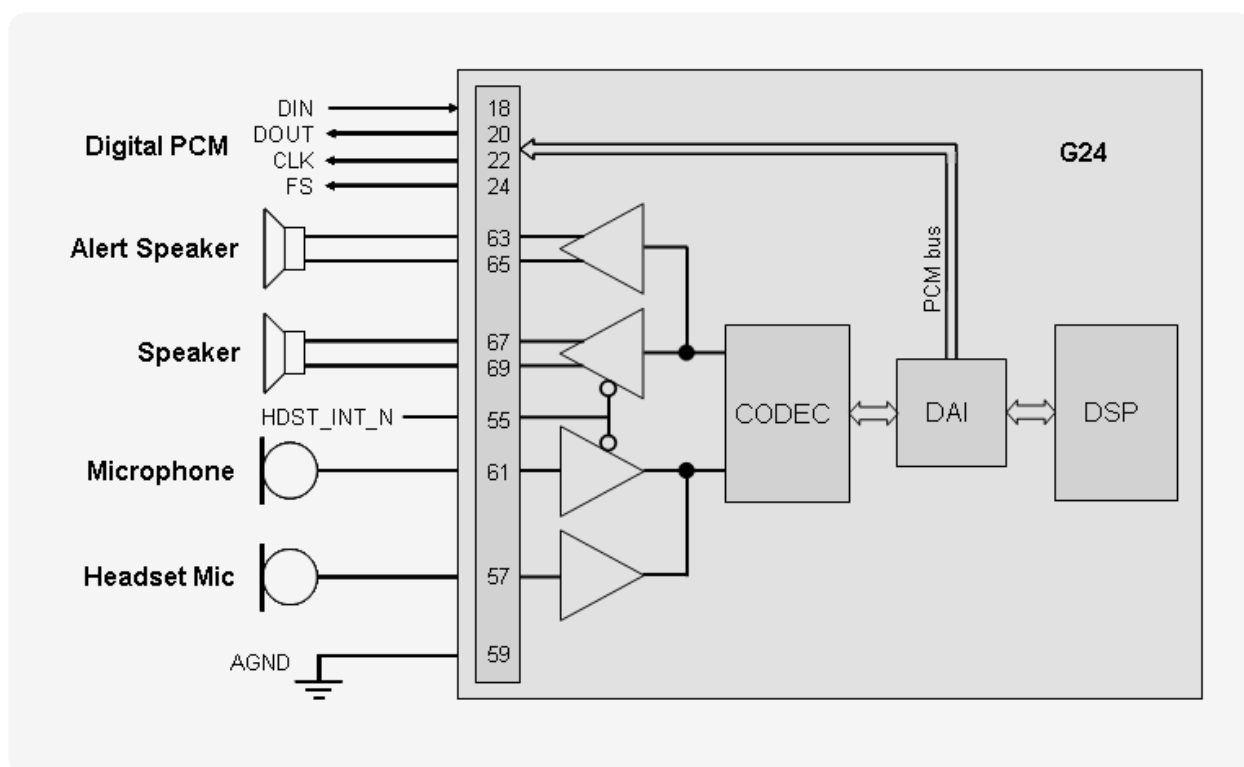 DIN 18
Digital PCM DOUT 20
CLK 22
FS 24
G24
PCM bus
Alert Speaker 63
65
Speaker 67
69
HDST_INT_N 55
CODEC DAI DSP
Microphone 61
Headset Mic 57
AGND 59